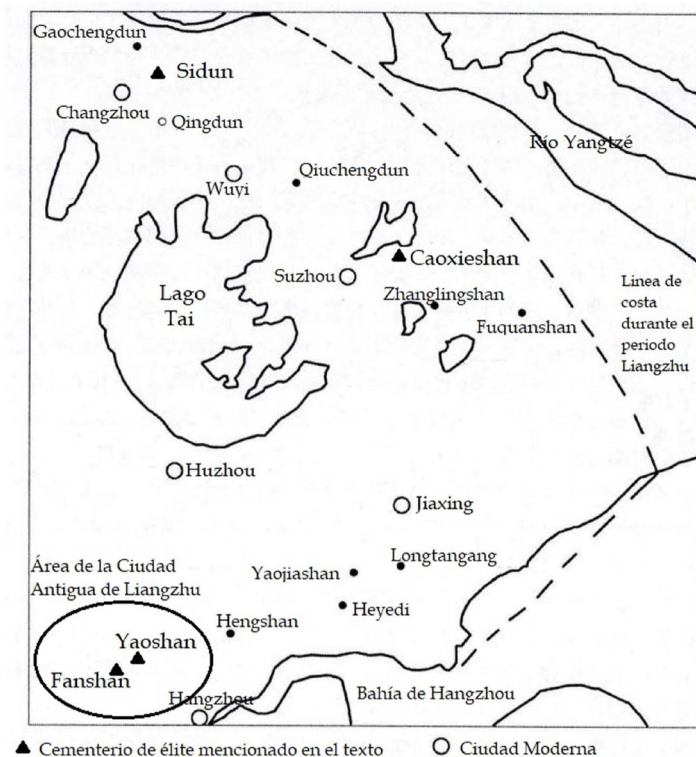 Gaochengdun
Sidun
Changzhou
Qingdun
Río Yangtzé
Wuyi
Qiuchengdun
Caoxieshan
Suzhou
Lago
Tai
Zhanglingshan
Fuquanshan
Linea de
costa
durante el
periodo
Liangzhu
Huzhou
Jiaxing
Longtangang
Yaojiashan
Heyedi
Área de la Ciudad
Antigua de Liangzhu
Hengshan
Yaoshan
Fanshan
Hangzhou
Bahía de Hangzhou
Cementerio de élite mencionado en el texto
Ciudad Moderna